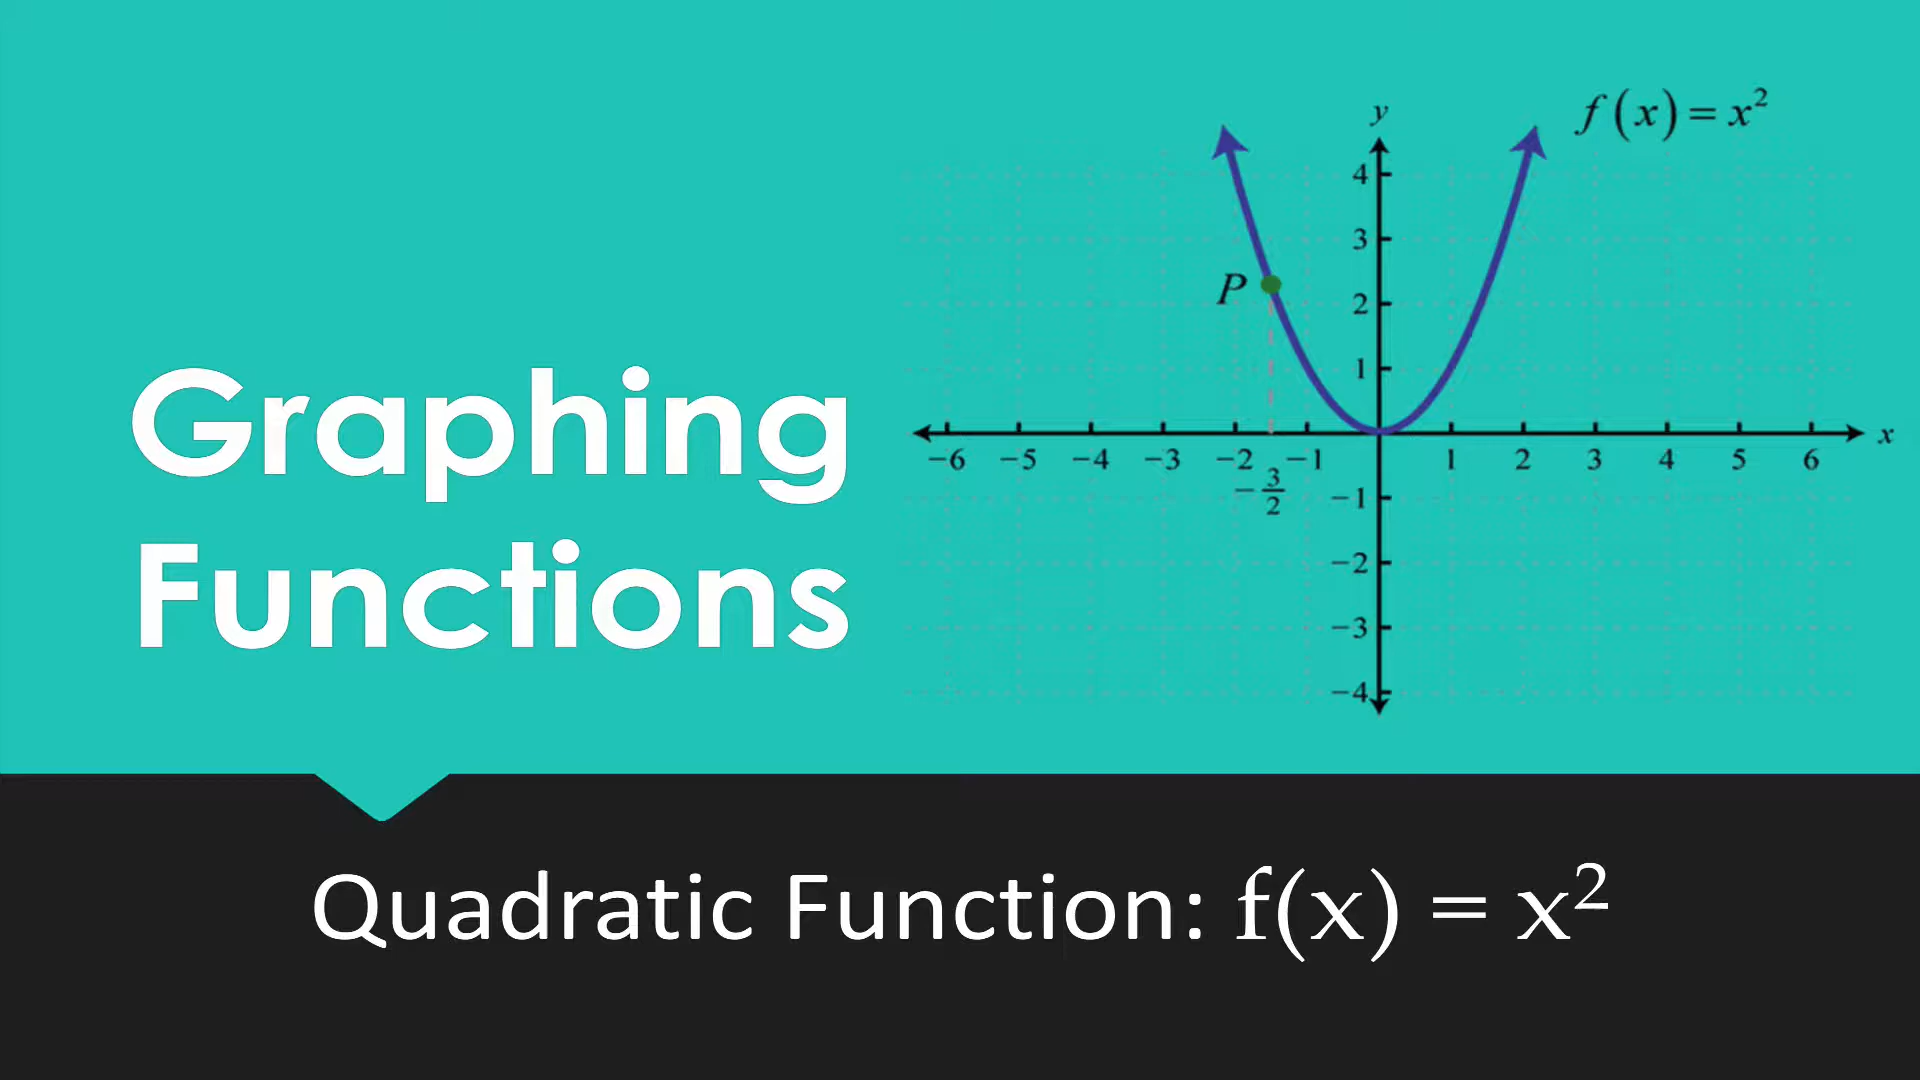 Graphing
Functions
f(x) = x²
y
4
3
2
P
1
x
−6 −5 −4 −3 −2 −1 1 2 3 4 5 6
−3/2
−1
−2
−3
−4
Quadratic Function: f(x) = x²